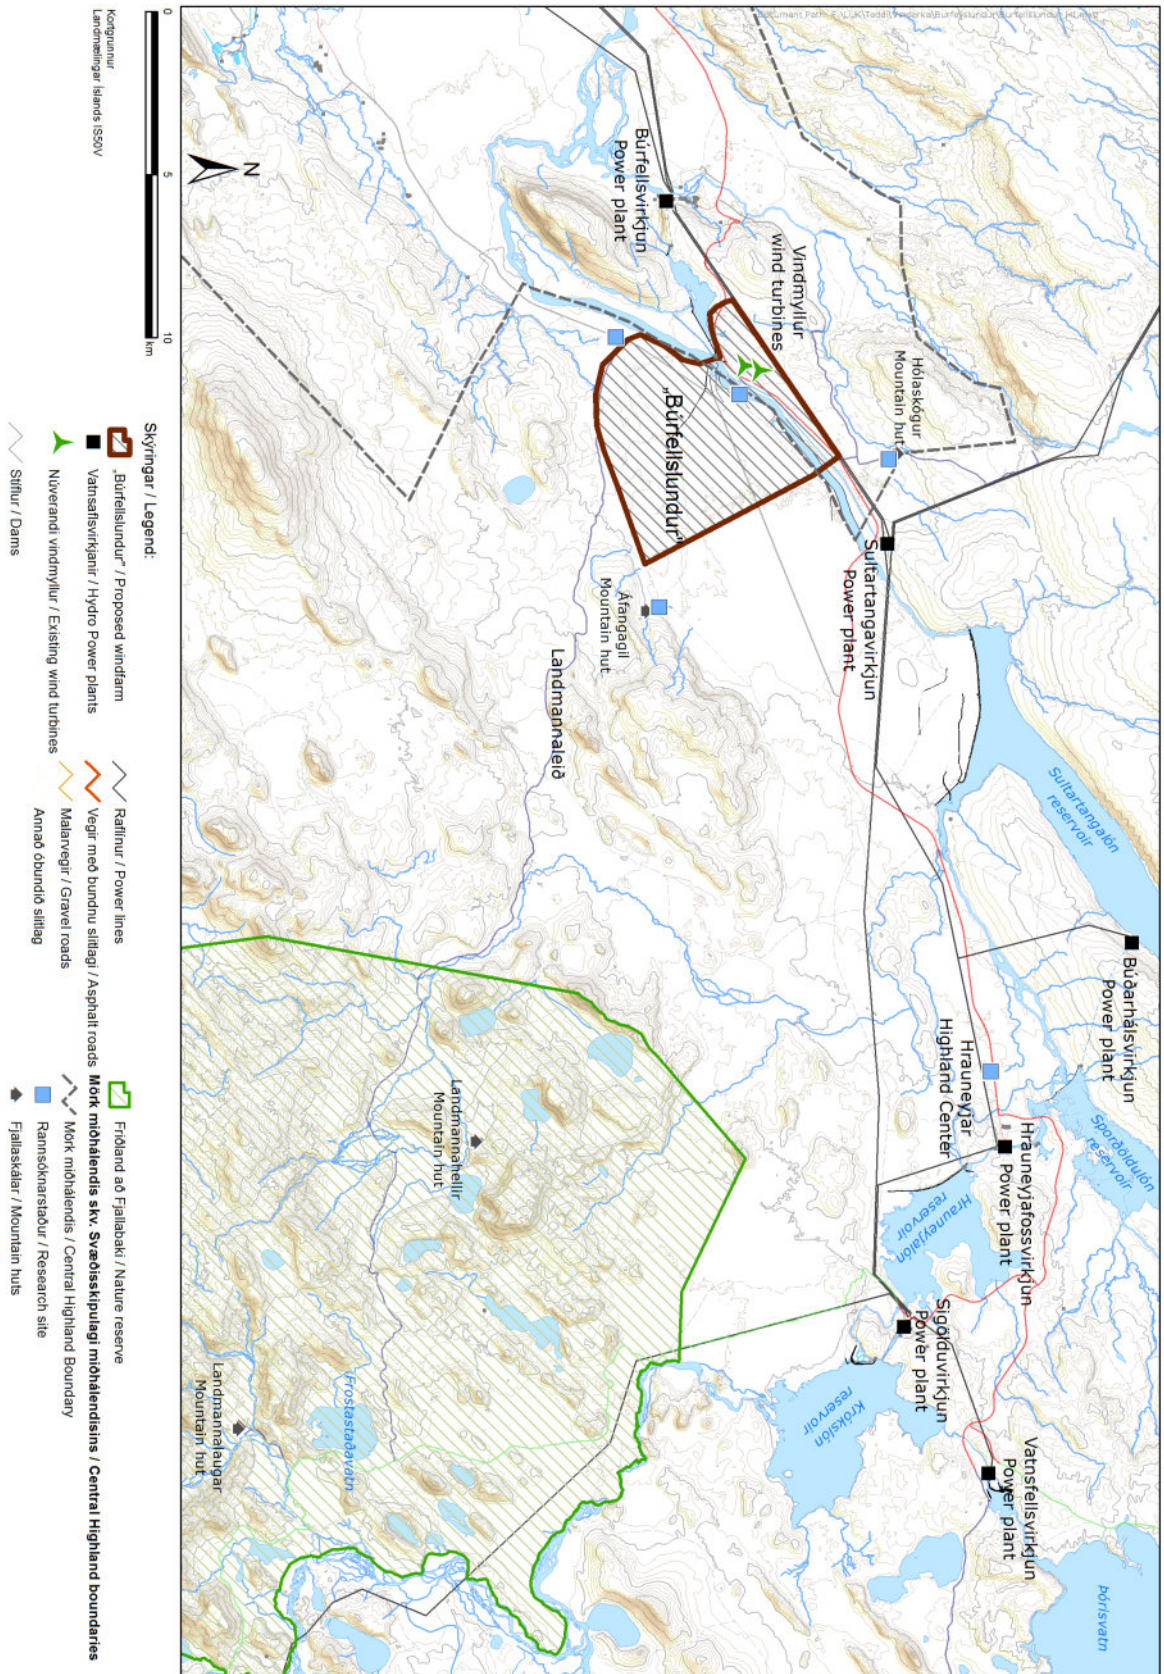 Búrfellsvirkjun
Power plant
Vindmyllur
wind turbines
Hólaskógur
Mountain hut
„Búrfellslundur“
Sultartangavirkjun
Power plant
Áfangagil
Mountain hut
Landmannaleið
Sultartangalón
reservoir
Búðarhálsvirkjun
Power plant
Sporðöldulón
reservoir
Hrauneyjar
Highland Center
Hrauneyjafossvirkjun
Power plant
Hrauneyjalón
reservoir
Sigölduvirkjun
Power plant
Krókslón
reservoir
Vatnsfellsvirkjun
Power plant
Þórisvatn
Landmannahellir
Mountain hut
Frostastaðavatn
Landmannalaugar
Mountain hut
0 5 10
km
N
Kortgrunnur
Landmælingar Íslands IS50V
Skýringar / Legend:
„Búrfellslundur“ / Proposed windfarm
Vatnsaflsvirkjanir / Hydro Power plants
Núverandi vindmyllur / Existing wind turbines
Stíflur / Dams
Raflínur / Power lines
Vegir með bundnu slitlagi / Asphalt roads
Malarvegir / Gravel roads
Annað óbundið slitlag
Friðland að Fjallabaki / Nature reserve
Mörk miðhálendis skv. Svæðisskipulagi miðhálendisins / Central Highland boundaries
Mörk miðhálendis / Central Highland Boundary
Rannsóknarstaður / Research site
Fjallaskálar / Mountain huts